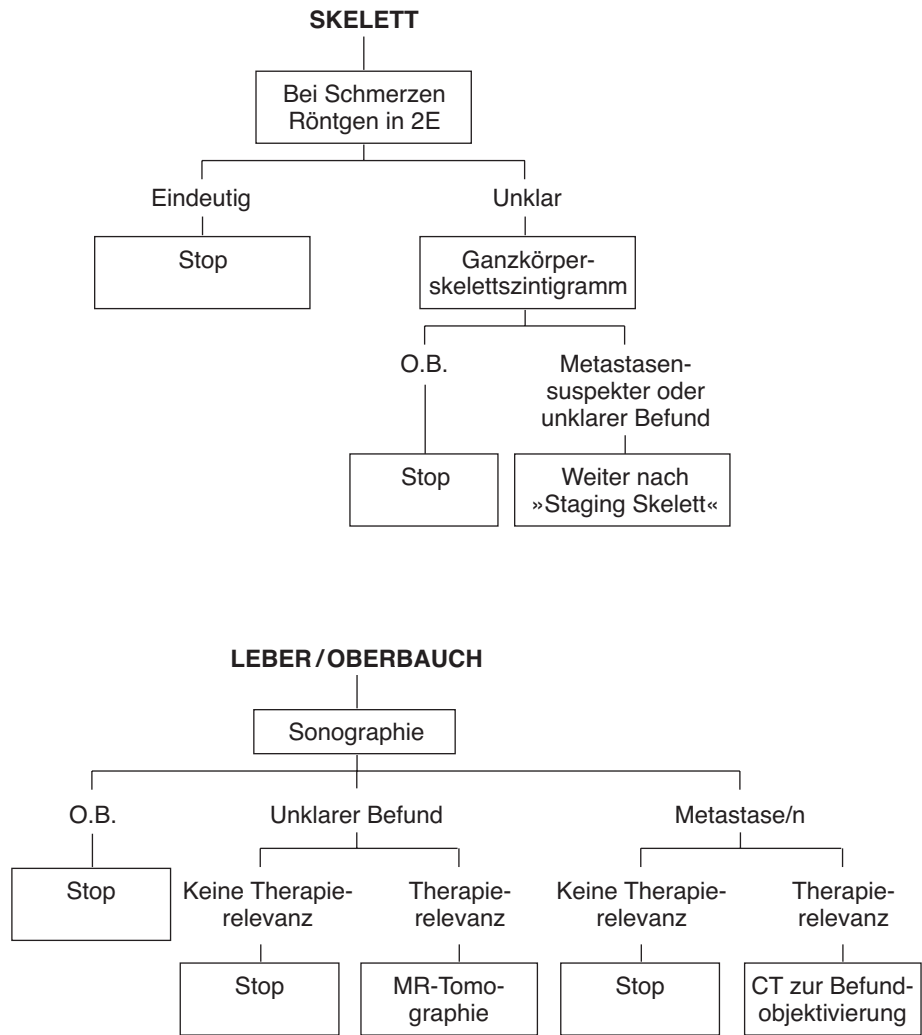 SKELETT
Bei Schmerzen
Röntgen in 2E
Eindeutig
Unklar
Stop
Ganzkörper-
skelettszintigramm
O.B.
Metastasen-
suspekter oder
unklarer Befund
Stop
Weiter nach
»Staging Skelett«
LEBER/OBERBAUCH
Sonographie
O.B.
Unklarer Befund
Metastase/n
Stop
Keine Therapie-
relevanz
Therapie-
relevanz
Keine Therapie-
relevanz
Therapie-
relevanz
Stop
MR-Tomo-
graphie
Stop
CT zur Befund-
objektivierung